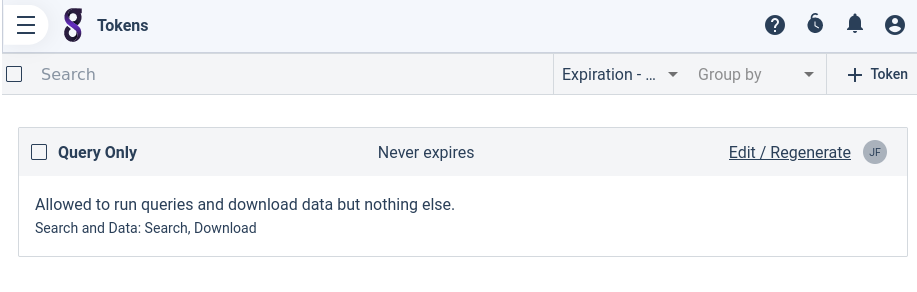 Tokens
Search
Expiration - ...
Group by
+ Token
Query Only
Never expires
Edit / Regenerate
JF
Allowed to run queries and download data but nothing else.
Search and Data: Search, Download